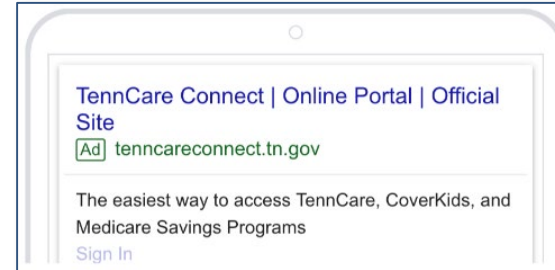 TennCare Connect | Online Portal | Official
Site
Ad tenncareconnect.tn.gov
The easiest way to access TennCare, CoverKids, and
Medicare Savings Programs
Sign In